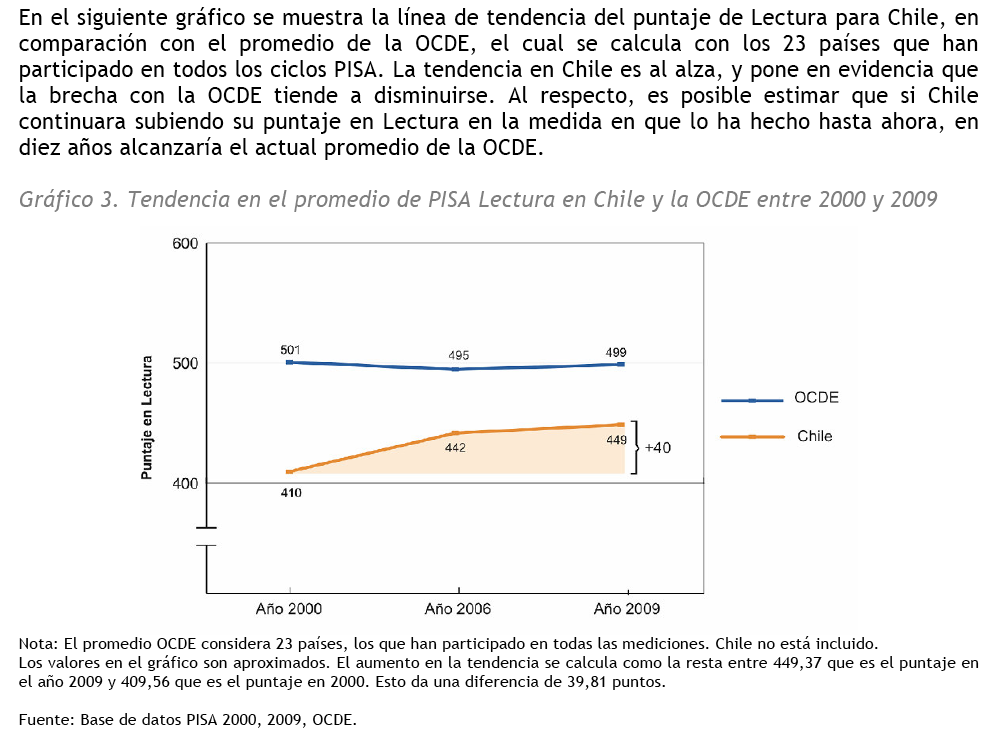 En el siguiente gráfico se muestra la línea de tendencia del puntaje de Lectura para Chile, en
comparación con el promedio de la OCDE, el cual se calcula con los 23 países que han
participado en todos los ciclos PISA. La tendencia en Chile es al alza, y pone en evidencia que
la brecha con la OCDE tiende a disminuirse. Al respecto, es posible estimar que si Chile
continuara subiendo su puntaje en Lectura en la medida en que lo ha hecho hasta ahora, en
diez años alcanzaría el actual promedio de la OCDE.
Gráfico 3. Tendencia en el promedio de PISA Lectura en Chile y la OCDE entre 2000 y 2009
600
501
495
499
500
OCDE
Puntaje en Lectura
Chile
442
449
+40
400
410
Año 2000
Año 2006
Año 2009
Nota: El promedio OCDE considera 23 países, los que han participado en todas las mediciones. Chile no está incluido.
Los valores en el gráfico son aproximados. El aumento en la tendencia se calcula como la resta entre 449,37 que es el puntaje en
el año 2009 y 409,56 que es el puntaje en 2000. Esto da una diferencia de 39,81 puntos.
Fuente: Base de datos PISA 2000, 2009, OCDE.